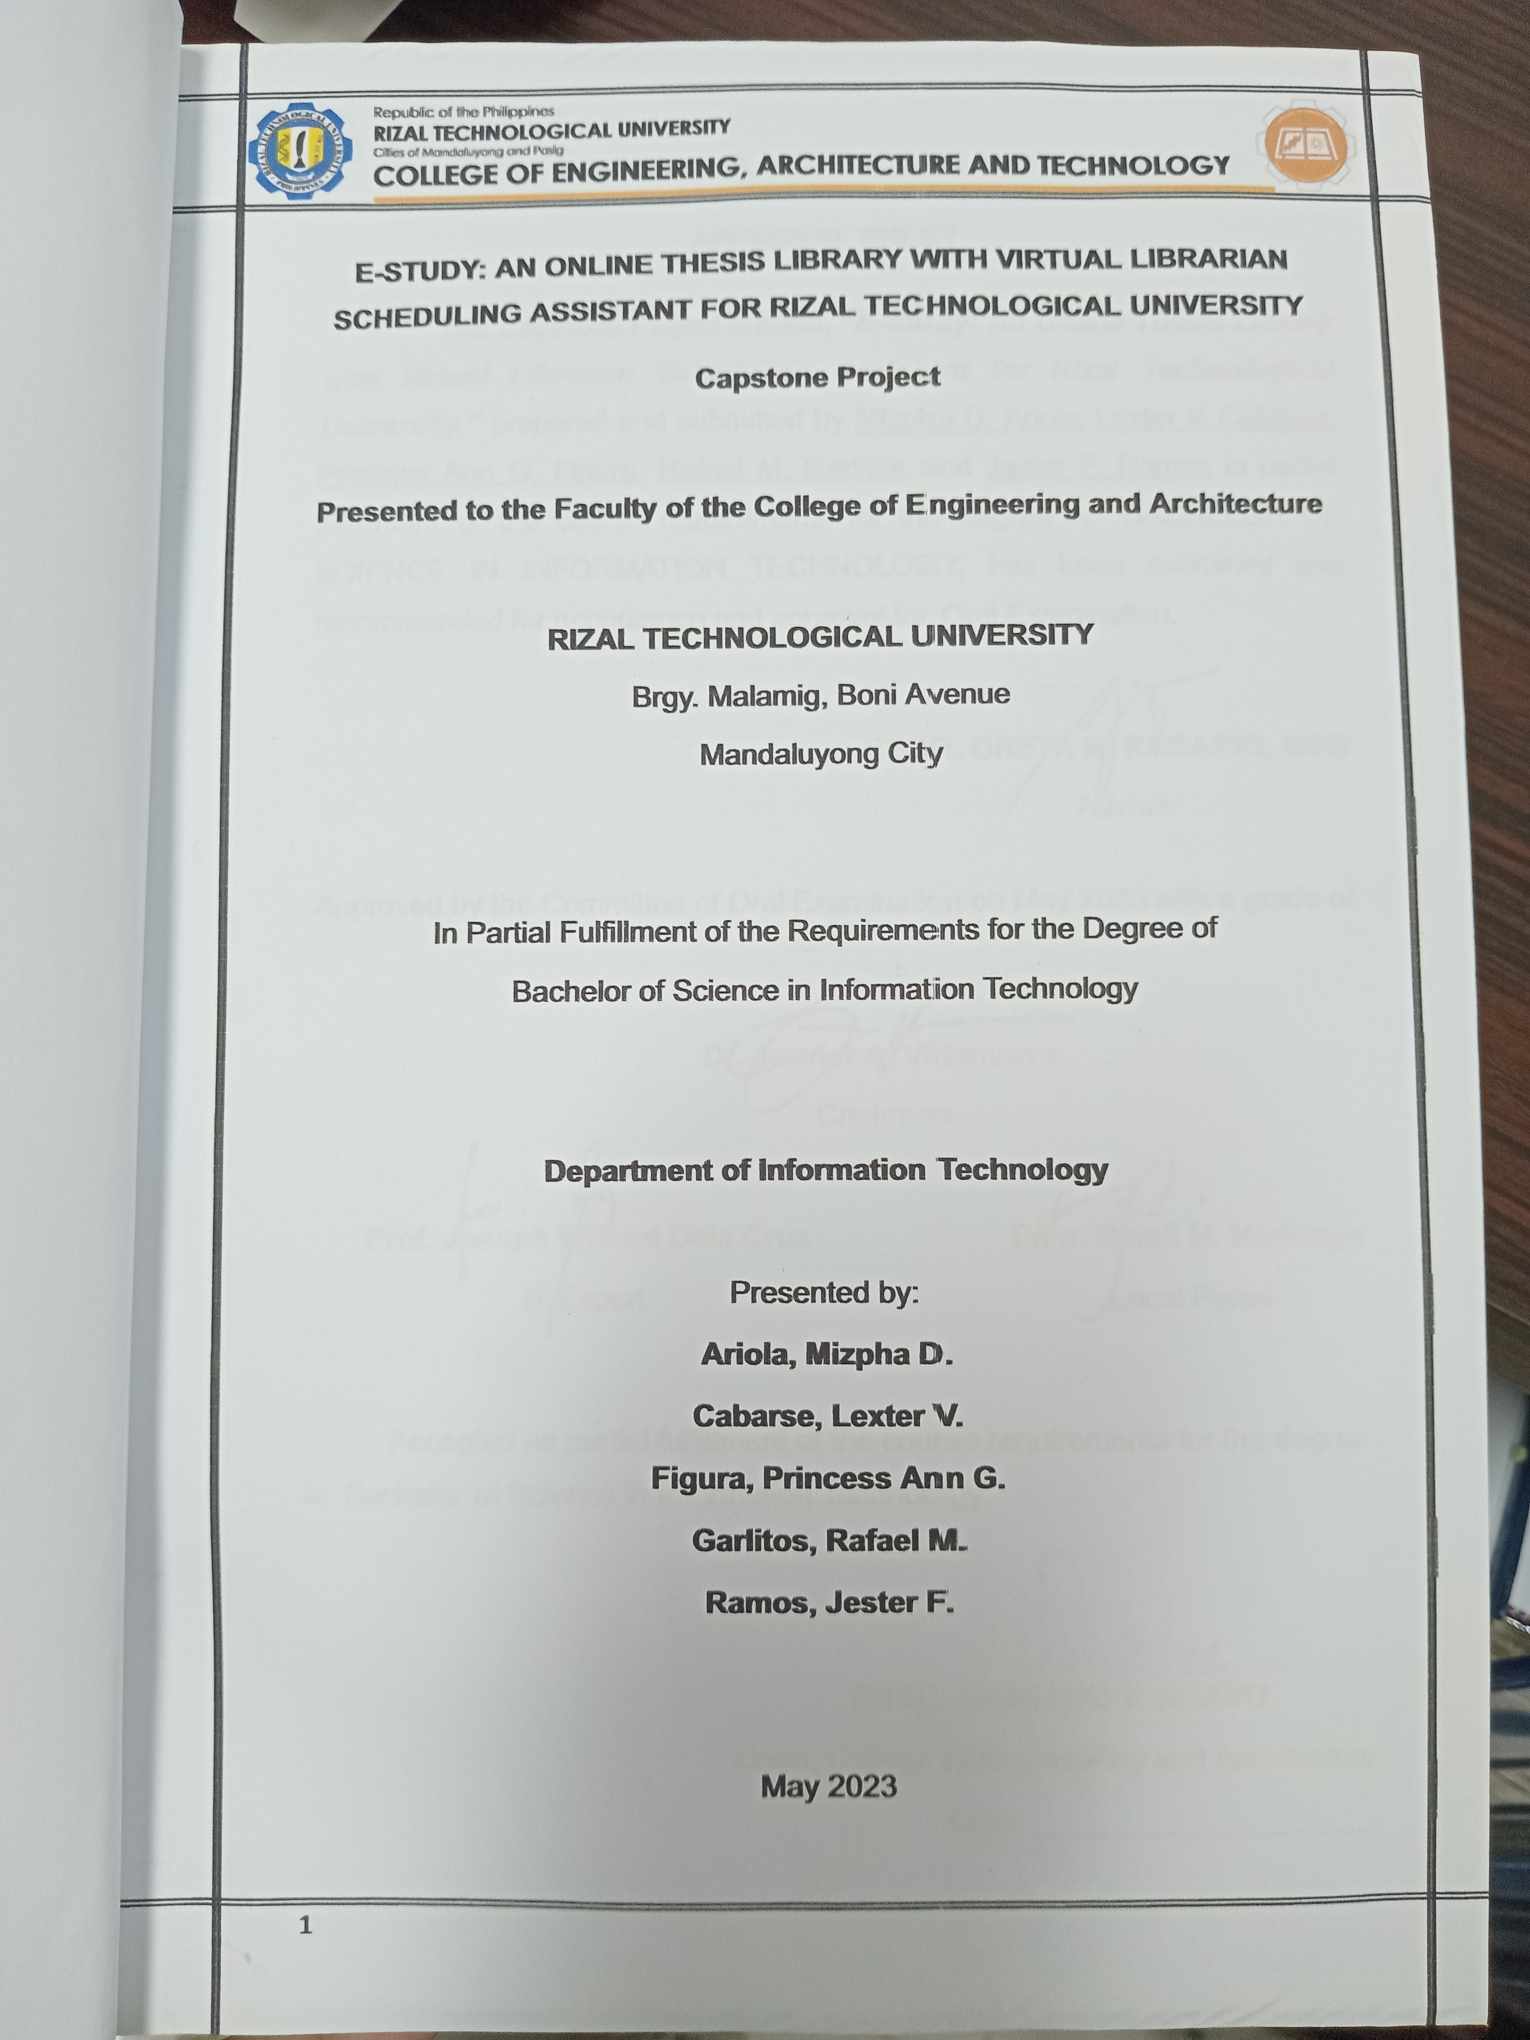 Republic of the Philippines
RIZAL TECHNOLOGICAL UNIVERSITY
Cities of Mandaluyong and Pasig
COLLEGE OF ENGINEERING, ARCHITECTURE AND TECHNOLOGY
RIZAL TECHNOLOGICAL UNIVERSITY
PHILIPPINES
E-STUDY: AN ONLINE THESIS LIBRARY WITH VIRTUAL LIBRARIAN
SCHEDULING ASSISTANT FOR RIZAL TECHNOLOGICAL UNIVERSITY
Capstone Project
Presented to the Faculty of the College of Engineering and Architecture
RIZAL TECHNOLOGICAL UNIVERSITY
Brgy. Malamig, Boni Avenue
Mandaluyong City
In Partial Fulfillment of the Requirements for the Degree of
Bachelor of Science in Information Technology
Department of Information Technology
Presented by:
Ariola, Mizpha D.
Cabarse, Lexter V.
Figura, Princess Ann G.
Garlitos, Rafael M.
Ramos, Jester F.
May 2023
1